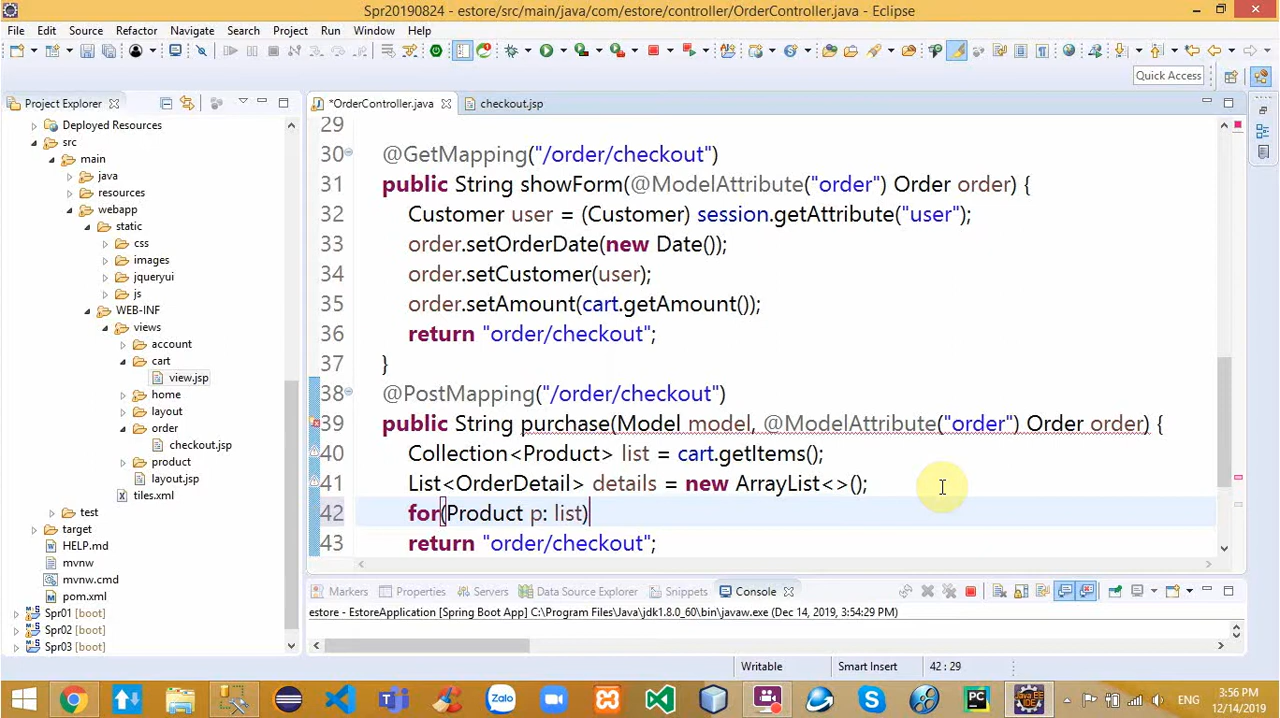 Spr20190824 - estore/src/main/java/com/estore/controller/OrderController.java - Eclipse
File Edit Source Refactor Navigate Search Project Run Window Help
Quick Access
Project Explorer
*OrderController.java checkout.jsp
Deployed Resources
src
main
java
resources
webapp
static
css
images
jqueryui
js
WEB-INF
views
account
cart
view.jsp
home
layout
order
checkout.jsp
product
layout.jsp
tiles.xml
test
target
HELP.md
mvnw
mvnw.cmd
pom.xml
Spr01 [boot]
Spr02 [boot]
Spr03 [boot]
29
30 @GetMapping("/order/checkout")
31 public String showForm(@ModelAttribute("order") Order order) {
32 Customer user = (Customer) session.getAttribute("user");
33 order.setOrderDate(new Date());
34 order.setCustomer(user);
35 order.setAmount(cart.getAmount());
36 return "order/checkout";
37 }
38 @PostMapping("/order/checkout")
39 public String purchase(Model model, @ModelAttribute("order") Order order) {
40 Collection<Product> list = cart.getItems();
41 List<OrderDetail> details = new ArrayList<>();
42 for(Product p: list)
43 return "order/checkout";
Markers Properties Servers Data Source Explorer Snippets Console
estore - EstoreApplication [Spring Boot App] C:\Program Files\Java\jdk1.8.0_60\bin\javaw.exe (Dec 14, 2019, 3:54:29 PM)
Writable Smart Insert 42 : 29
Zalo
PC
JAVA EE
IDE
ENG
3:56 PM
12/14/2019